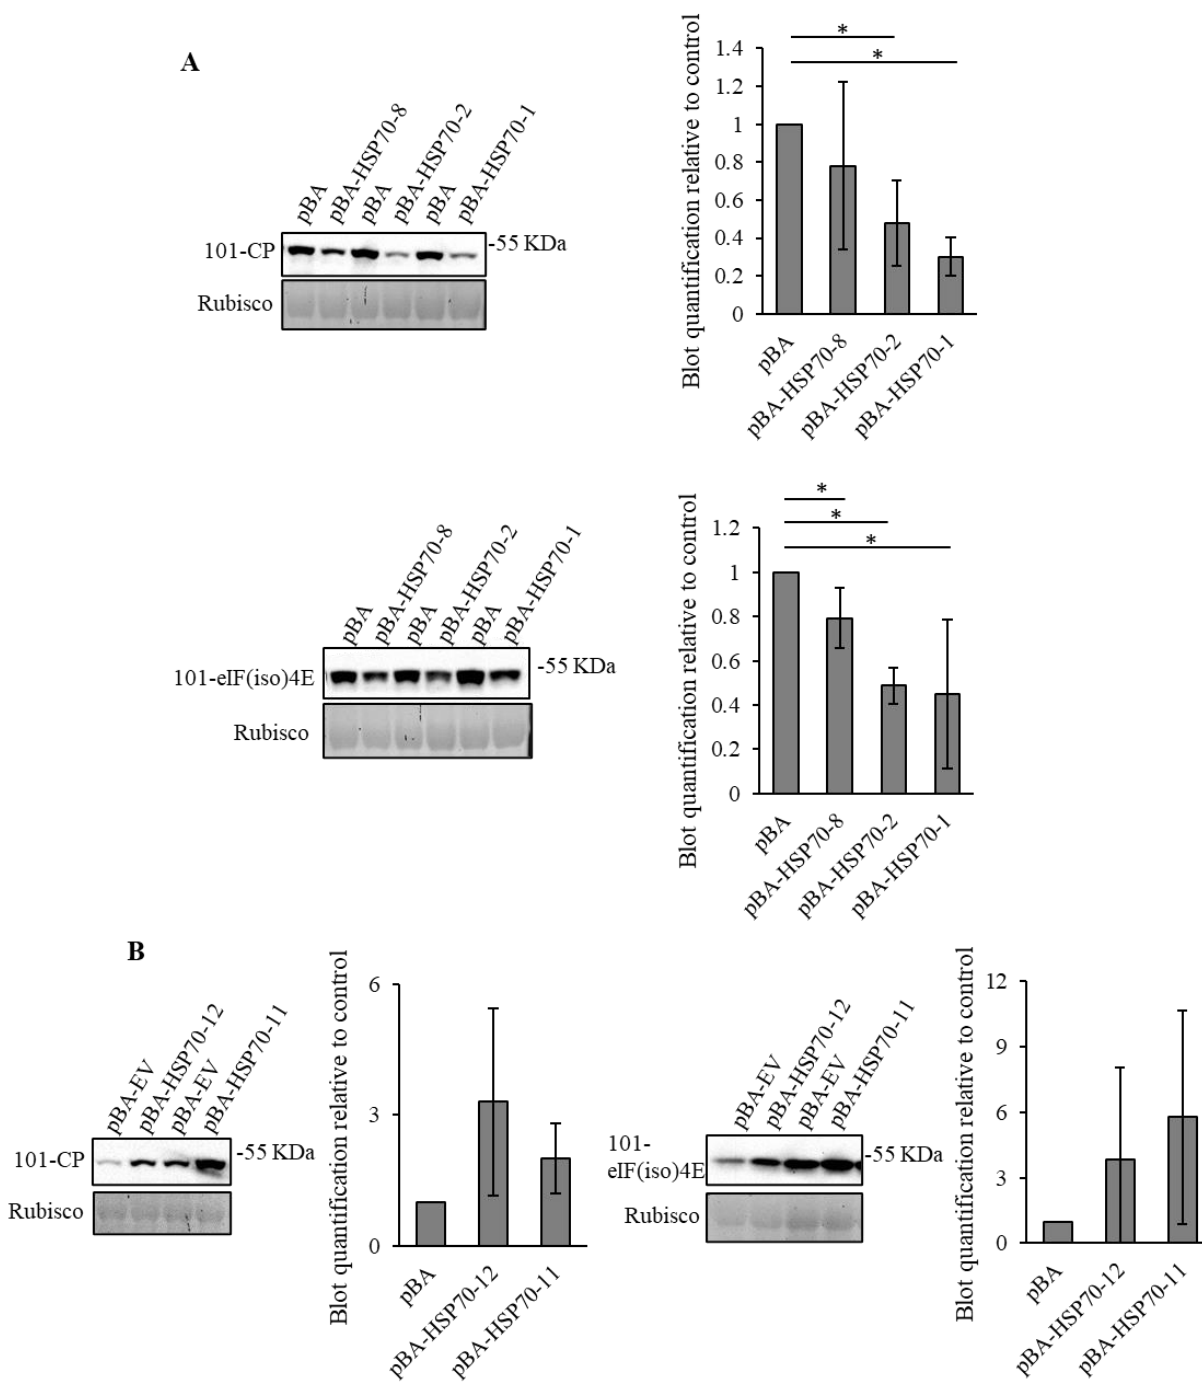 A
pBA
pBA-HSP70-8
pBA
pBA-HSP70-2
pBA
pBA-HSP70-1
101-CP
-55 KDa
Rubisco
Blot quantification relative to control
1.4
1.2
1
0.8
0.6
0.4
0.2
0
*
*
pBA
pBA-HSP70-8
pBA-HSP70-2
pBA-HSP70-1
pBA
pBA-HSP70-8
pBA
pBA-HSP70-2
pBA
pBA-HSP70-1
101-eIF(iso)4E
-55 KDa
Rubisco
Blot quantification relative to control
1.2
1
0.8
0.6
0.4
0.2
0
*
*
*
pBA
pBA-HSP70-8
pBA-HSP70-2
pBA-HSP70-1
B
pBA-EV
pBA-HSP70-12
pBA-EV
pBA-HSP70-11
101-CP
-55 KDa
Rubisco
Blot quantification relative to control
6
3
0
pBA
pBA-HSP70-12
pBA-HSP70-11
pBA-EV
pBA-HSP70-12
pBA-EV
pBA-HSP70-11
101-
eIF(iso)4E
-55 KDa
Rubisco
Blot quantification relative to control
12
9
6
3
0
pBA
pBA-HSP70-12
pBA-HSP70-11